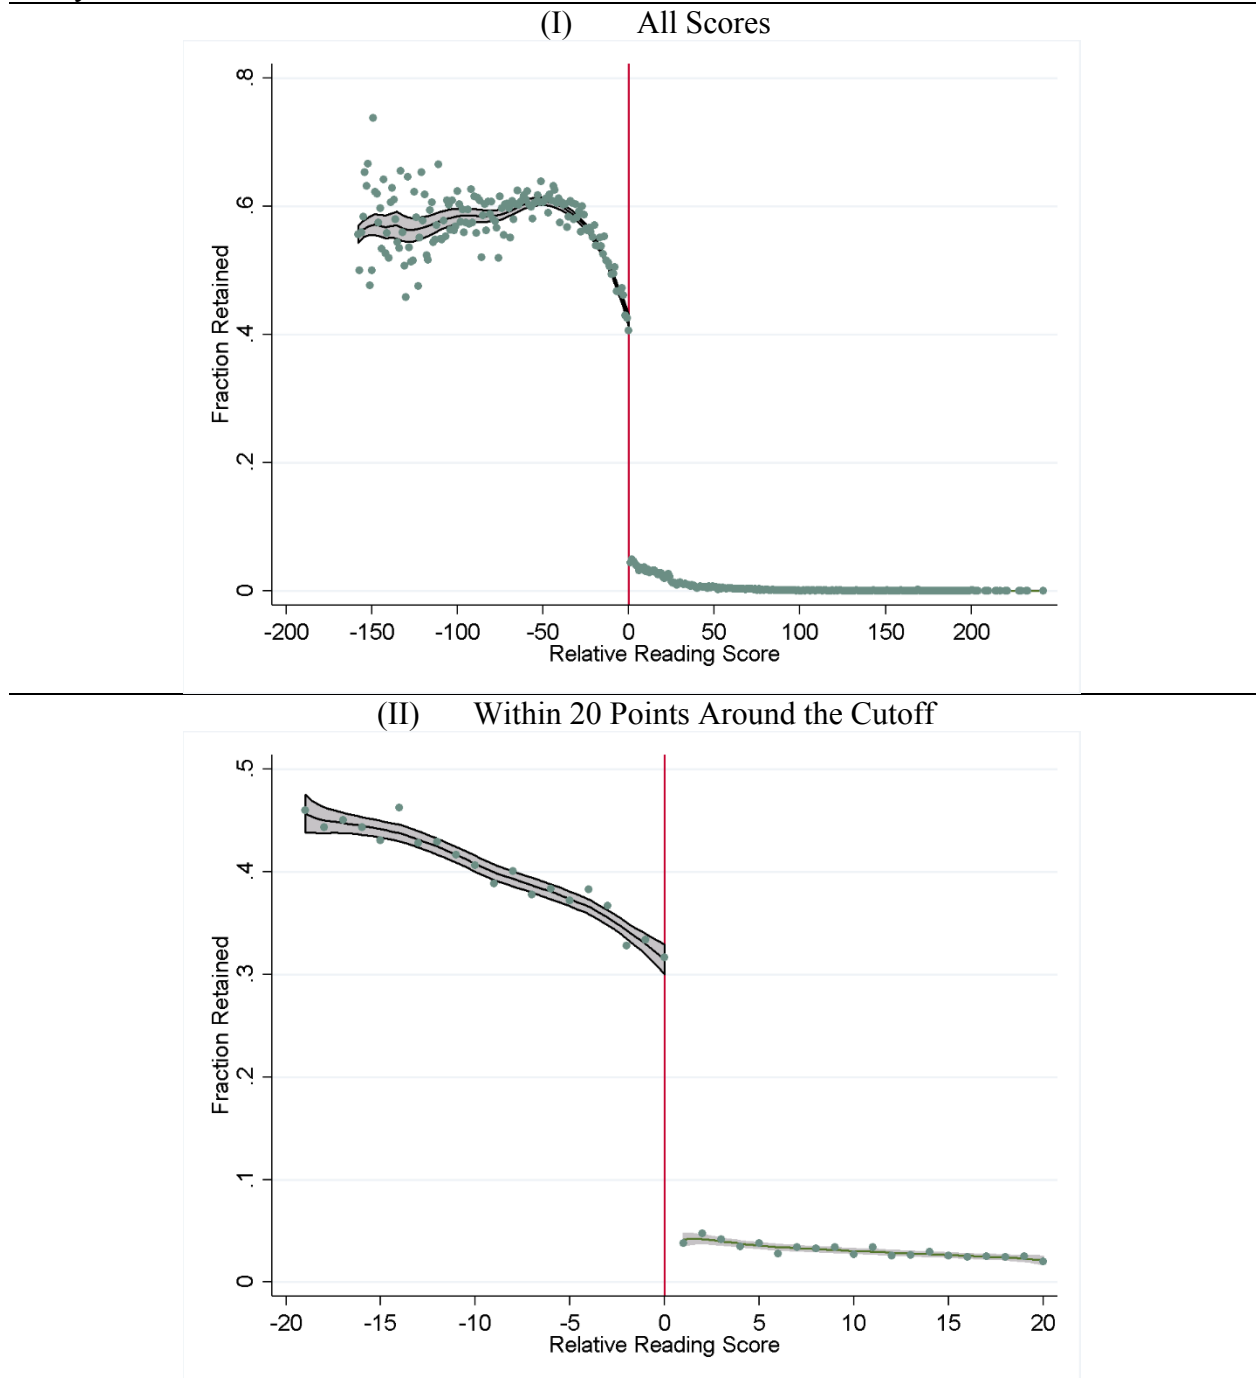 (I) All Scores
.8
.6
.4
.2
0
Fraction Retained
-200 -150 -100 -50 0 50 100 150 200
Relative Reading Score
(II) Within 20 Points Around the Cutoff
.5
.4
.3
.2
.1
0
Fraction Retained
-20 -15 -10 -5 0 5 10 15 20
Relative Reading Score